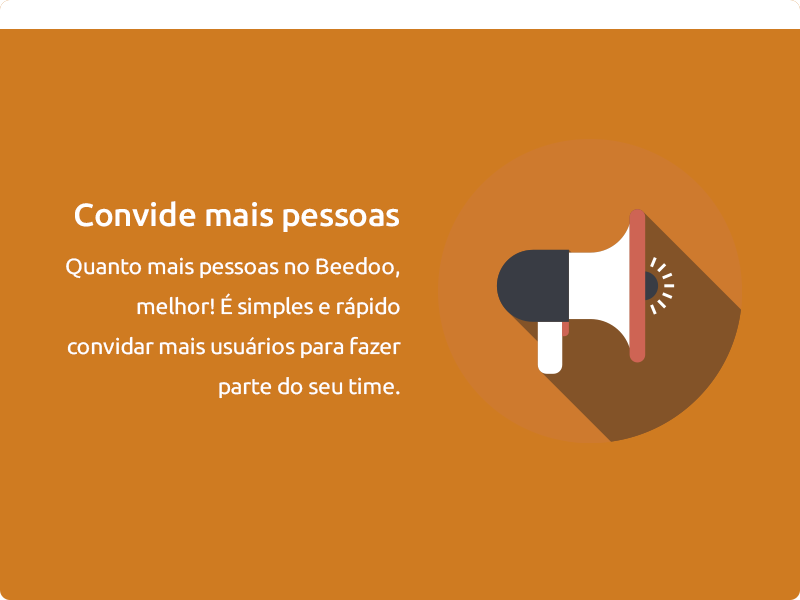 Convide mais pessoas
Quanto mais pessoas no Beedoo,
melhor! É simples e rápido
convidar mais usuários para fazer
parte do seu time.